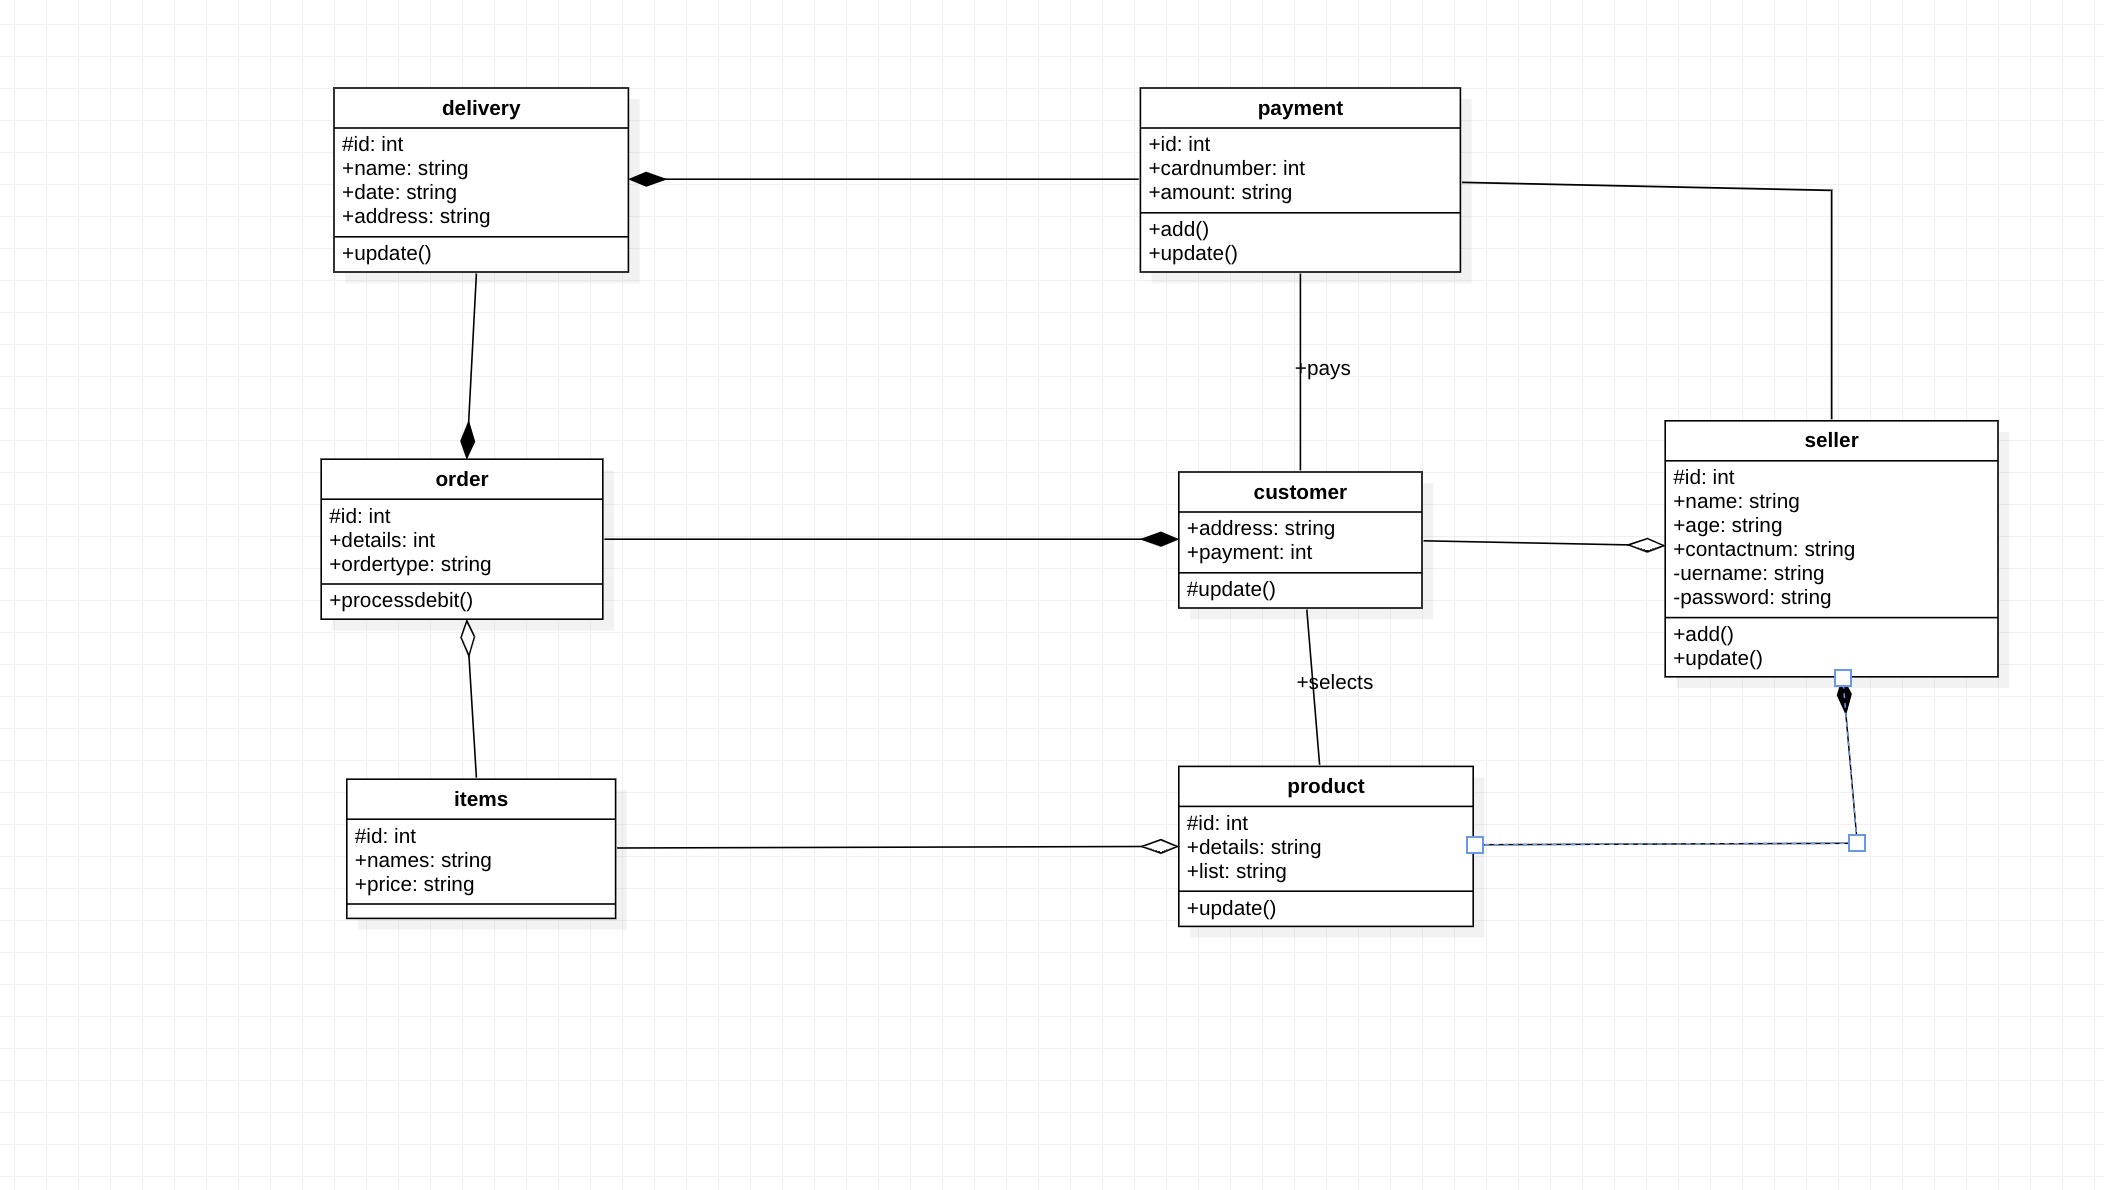 delivery
#id: int
+name: string
+date: string
+address: string
+update()
payment
+id: int
+cardnumber: int
+amount: string
+add()
+update()
+pays
order
#id: int
+details: int
+ordertype: string
+processdebit()
customer
+address: string
+payment: int
#update()
seller
#id: int
+name: string
+age: string
+contactnum: string
-uername: string
-password: string
+add()
+update()
+selects
items
#id: int
+names: string
+price: string
product
#id: int
+details: string
+list: string
+update()